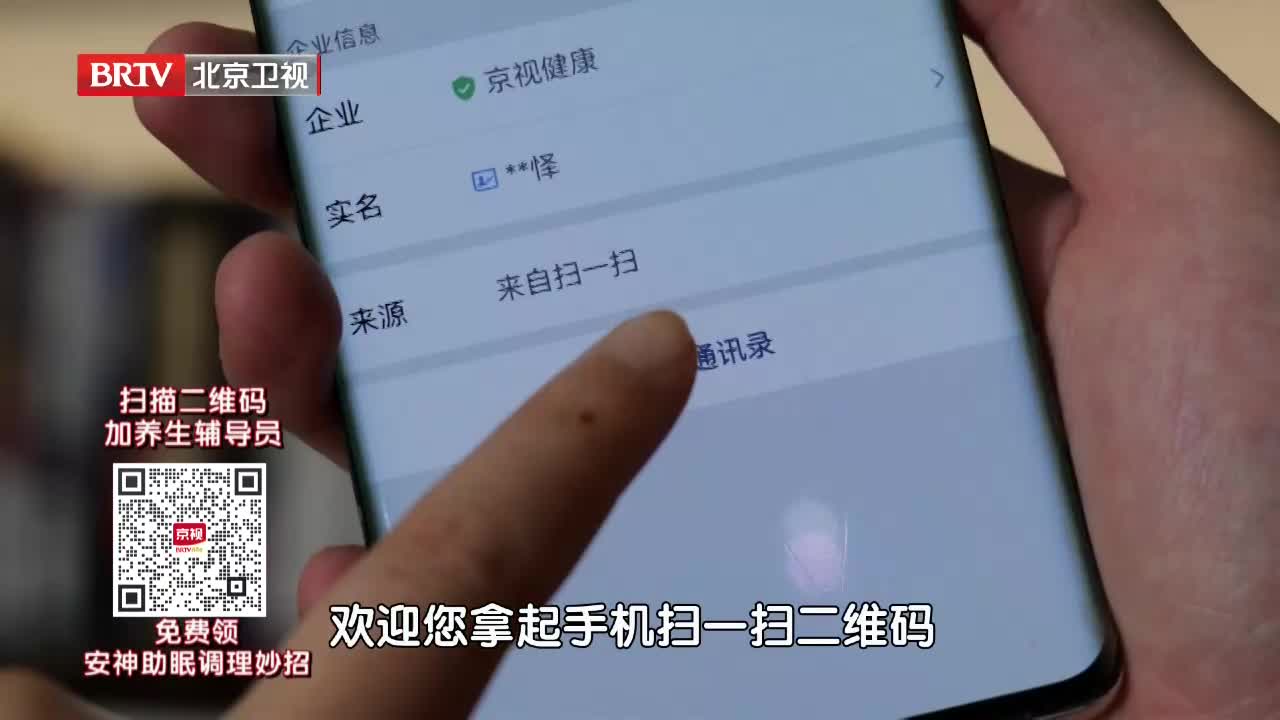 企业信息
BRTV 北京卫视
企业 京视健康
实名 **怿
来源 来自扫一扫
通讯录
扫描二维码
加养生辅导员
京视
BRTV
免费领
安神助眠调理妙招
欢迎您拿起手机扫一扫二维码